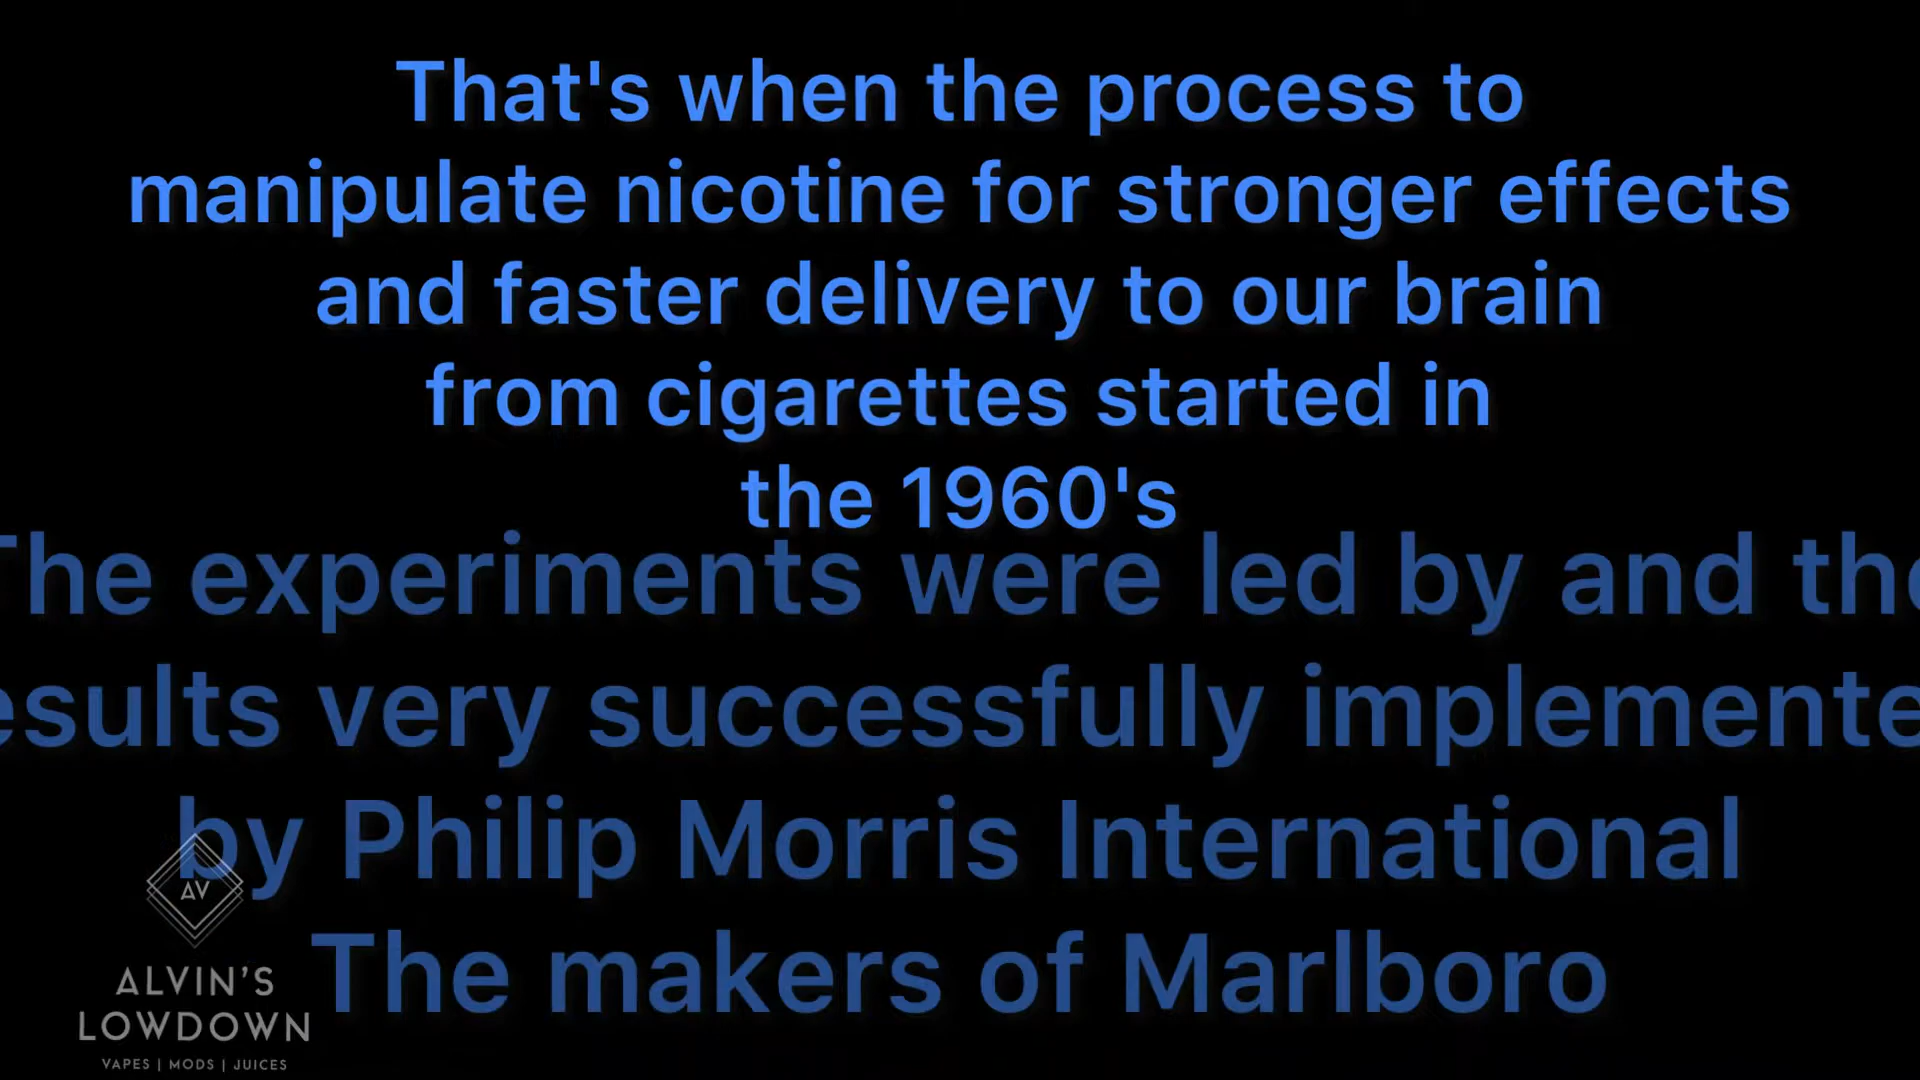 That's when the process to
manipulate nicotine for stronger effects
and faster delivery to our brain
from cigarettes started in
the 1960's
The experiments were led by and the
esults very successfully implemente
by Philip Morris International
The makers of Marlboro
AV
ALVIN'S
LOWDOWN
VAPES | MODS | JUICES